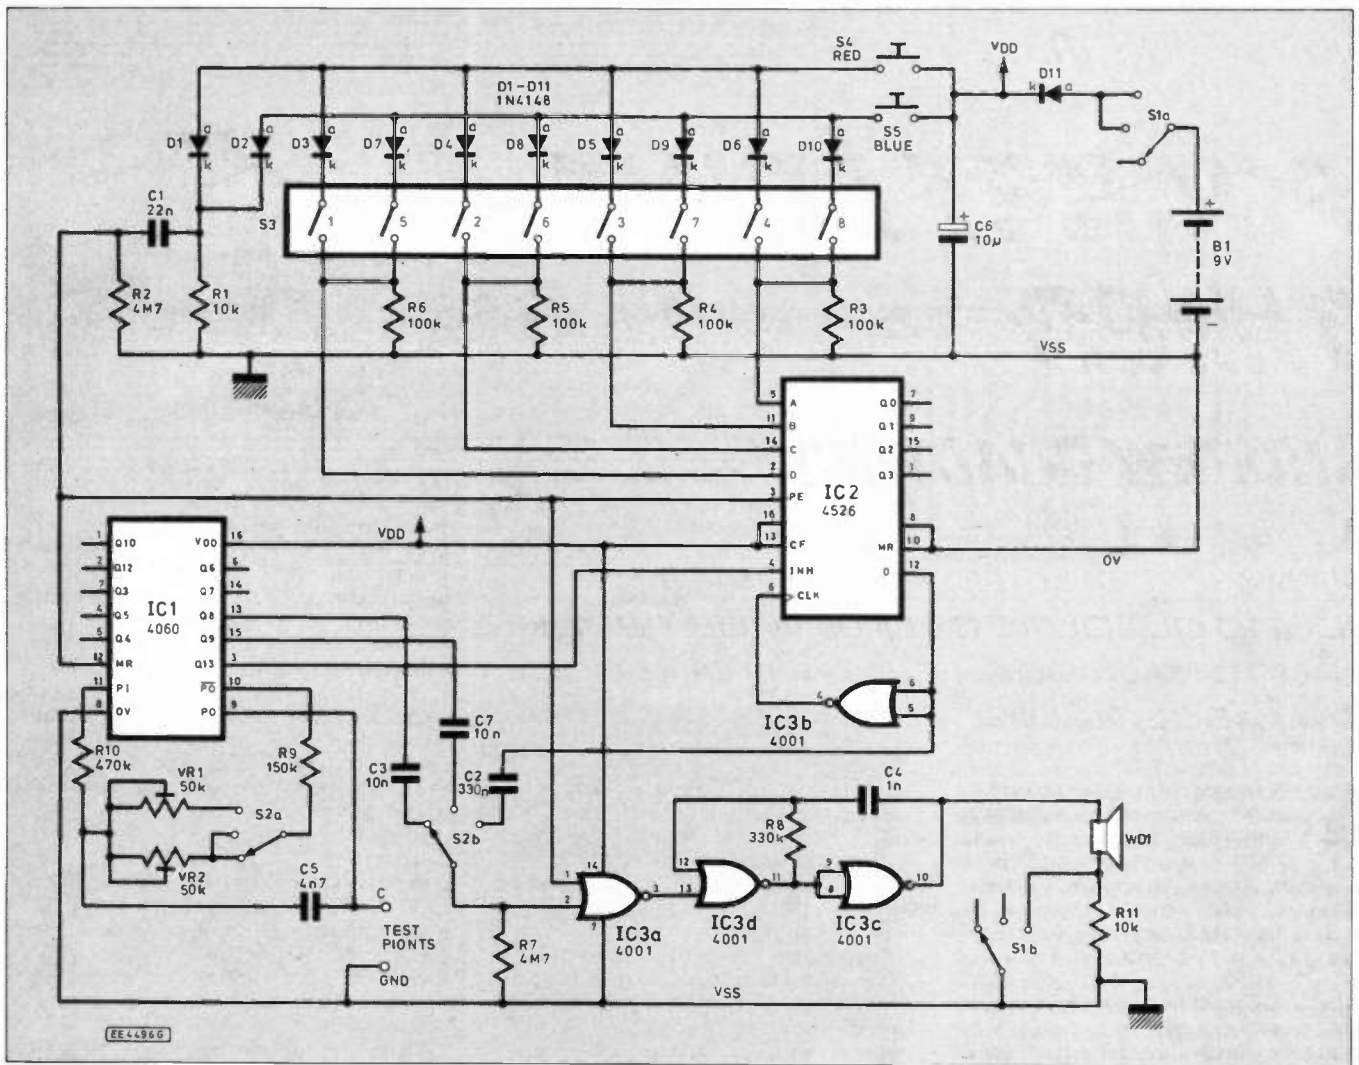 S4
RED
VDD
D11
k
a
S1a
D1-D11
1N4148
S5
BLUE
D1
a
k
D2
a
k
D3
a
k
D7
a
k
D4
a
k
D8
a
k
D5
a
k
D9
a
k
D6
a
k
D10
a
k
C1
22n
S3
1
5
2
6
3
7
4
8
+
C6
10µ
+
B1
9V
−
R2
4M7
R1
10k
R6
100k
R5
100k
R4
100k
R3
100k
VSS
5 A
Q0 7
11 B
Q1 9
14 C
Q2 15
2 D
Q3 1
3 PE
IC2
4526
16
8
13 CF
MR 10
4 INH
0 12
6 CLK
0V
VDD
1 Q10
VDD 16
2 Q12
Q6 6
7 Q3
Q7 14
4 Q5
IC1
4060
Q8 13
5 Q4
Q9 15
12 MR
Q13 3
11 PI
PO 10
8 0V
PO 9
4
6
5
IC3b
4001
R10
470k
R9
150k
C7
10n
C3
10n
C2
330n
VR1
50k
S2a
VR2
50k
S2b
C5
4n7
C
TEST
PIONTS
GND
R7
4M7
1
2
14
7
3
IC3a
4001
12
13
11
IC3d
4001
R8
330k
C4
1n
9
8
10
IC3c
4001
WD1
S1b
R11
10k
VSS
EE4496G